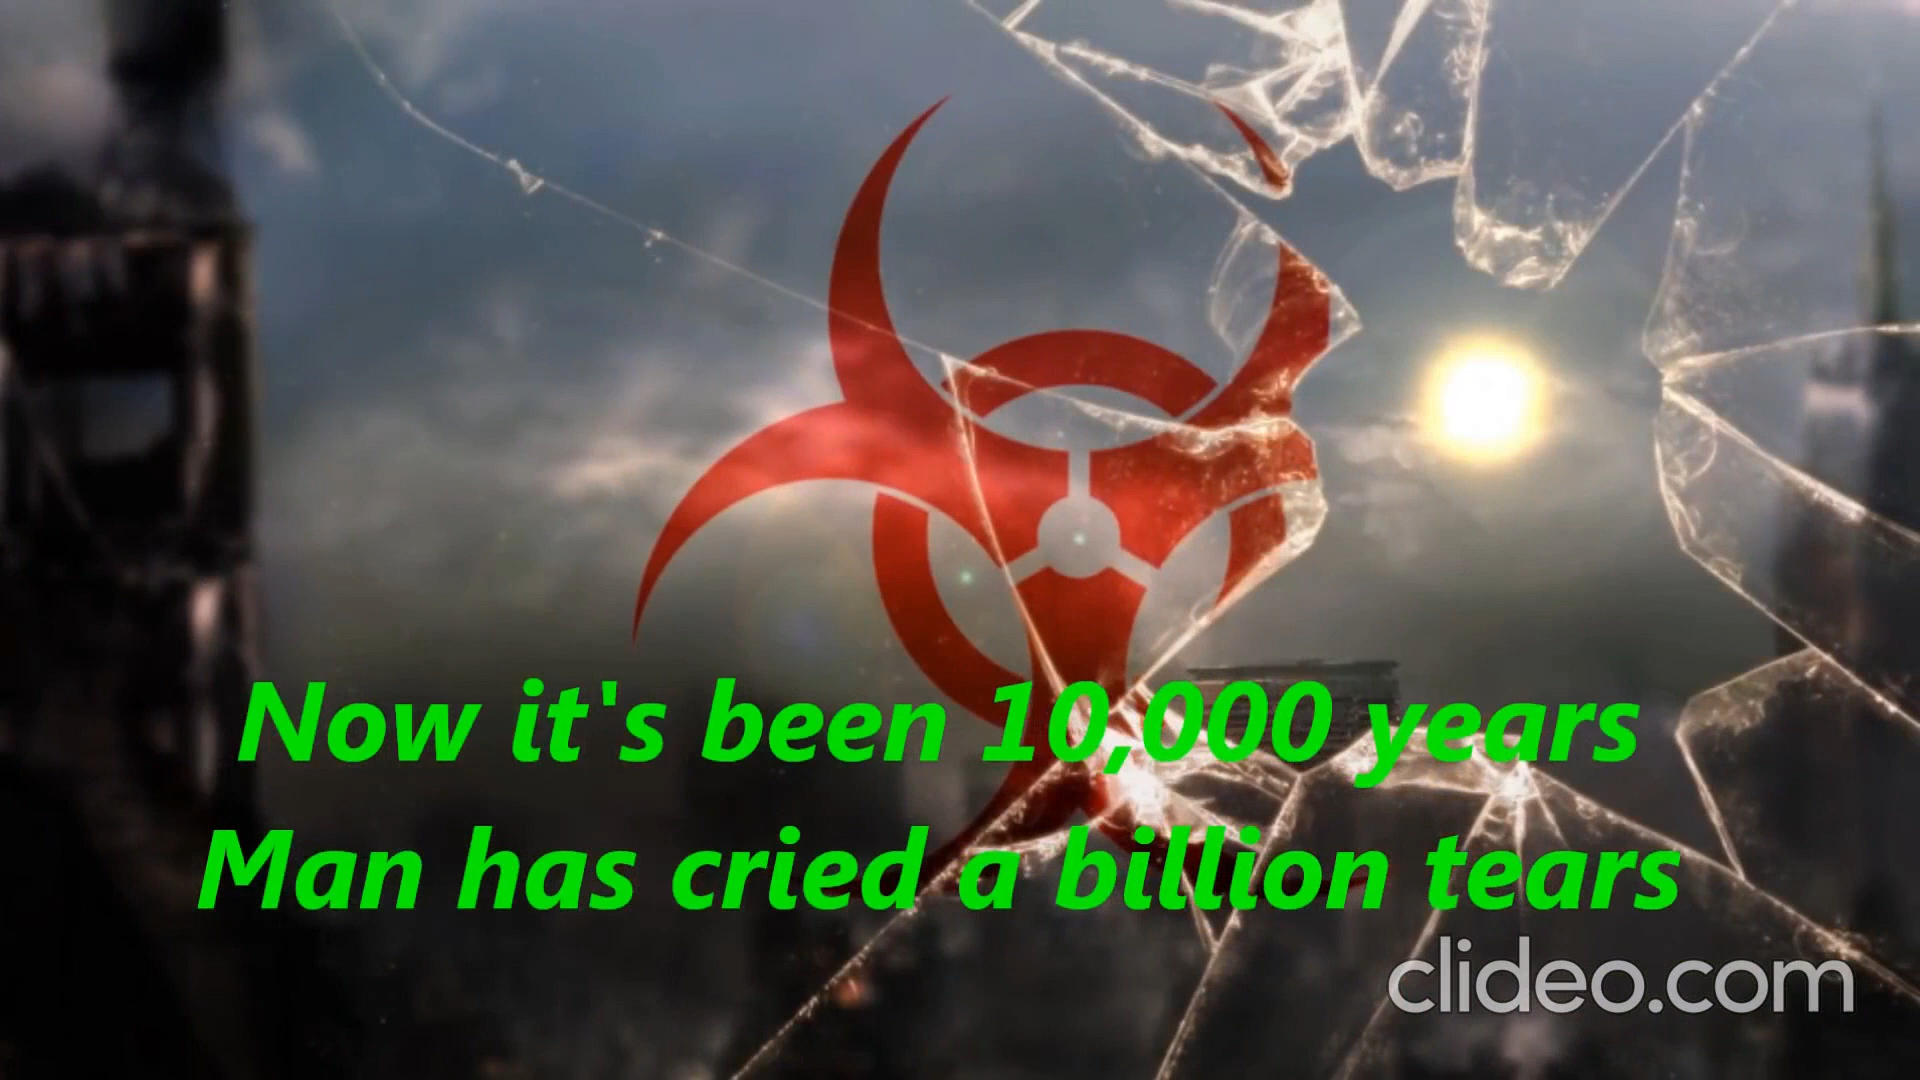 Now it's been 10,000 years
Man has cried a billion tears
clideo.com